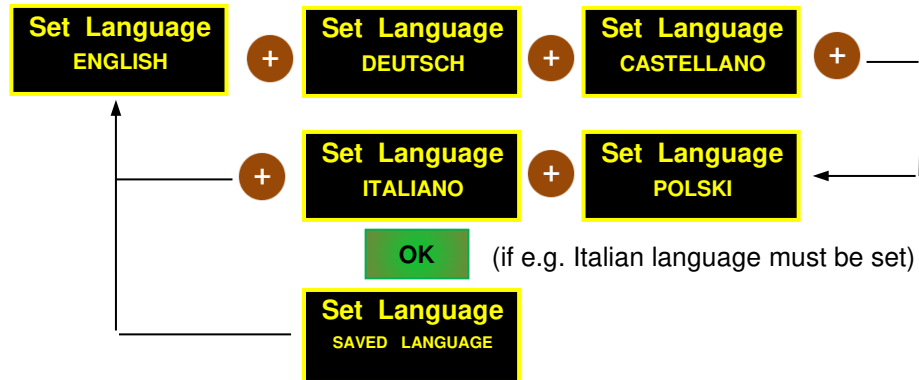 Set Language
ENGLISH
+
Set Language
DEUTSCH
+
Set Language
CASTELLANO
+
Set Language
POLSKI
+
Set Language
ITALIANO
+
OK
(if e.g. Italian language must be set)
Set Language
SAVED LANGUAGE